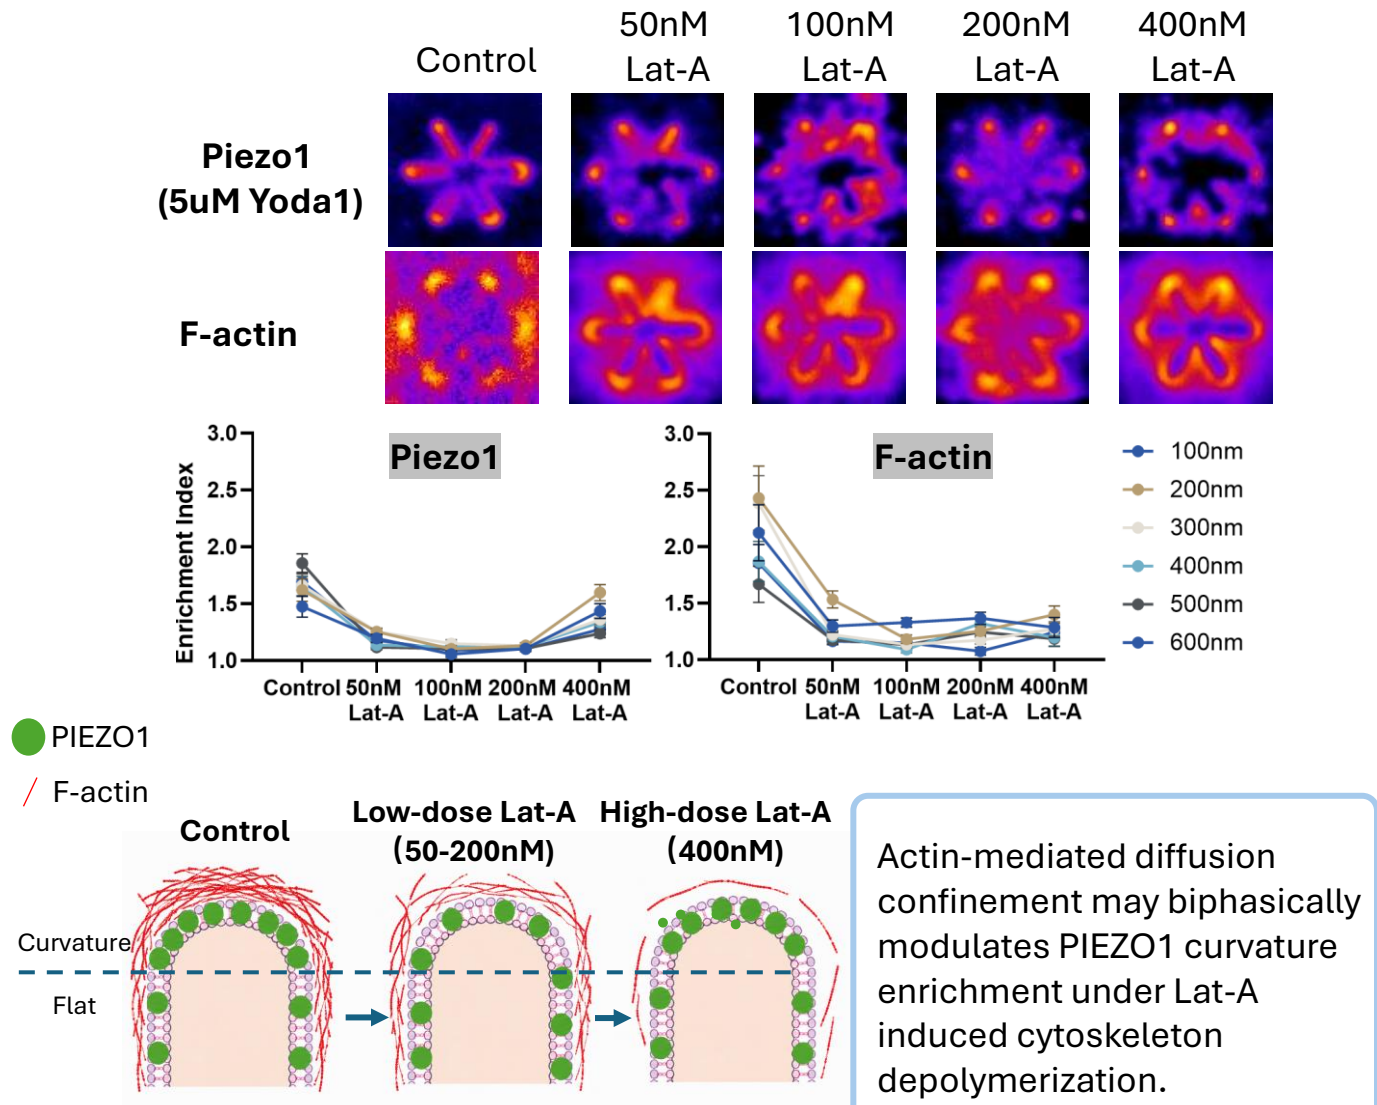 Control
50nM
Lat-A
100nM
Lat-A
200nM
Lat-A
400nM
Lat-A
Piezo1
(5uM Yoda1)
F-actin
Enrichment Index
3.0
2.5
2.0
1.5
1.0
Piezo1
Control
50nM
Lat-A
100nM
Lat-A
200nM
Lat-A
400nM
Lat-A
3.0
2.5
2.0
1.5
1.0
F-actin
Control
50nM
Lat-A
100nM
Lat-A
200nM
Lat-A
400nM
Lat-A
100nm
200nm
300nm
400nm
500nm
600nm
PIEZO1
F-actin
Control
Low-dose Lat-A
(50-200nM)
High-dose Lat-A
(400nM)
Curvature
Flat
Actin-mediated diffusion
confinement may biphasically
modulates PIEZO1 curvature
enrichment under Lat-A
induced cytoskeleton
depolymerization.